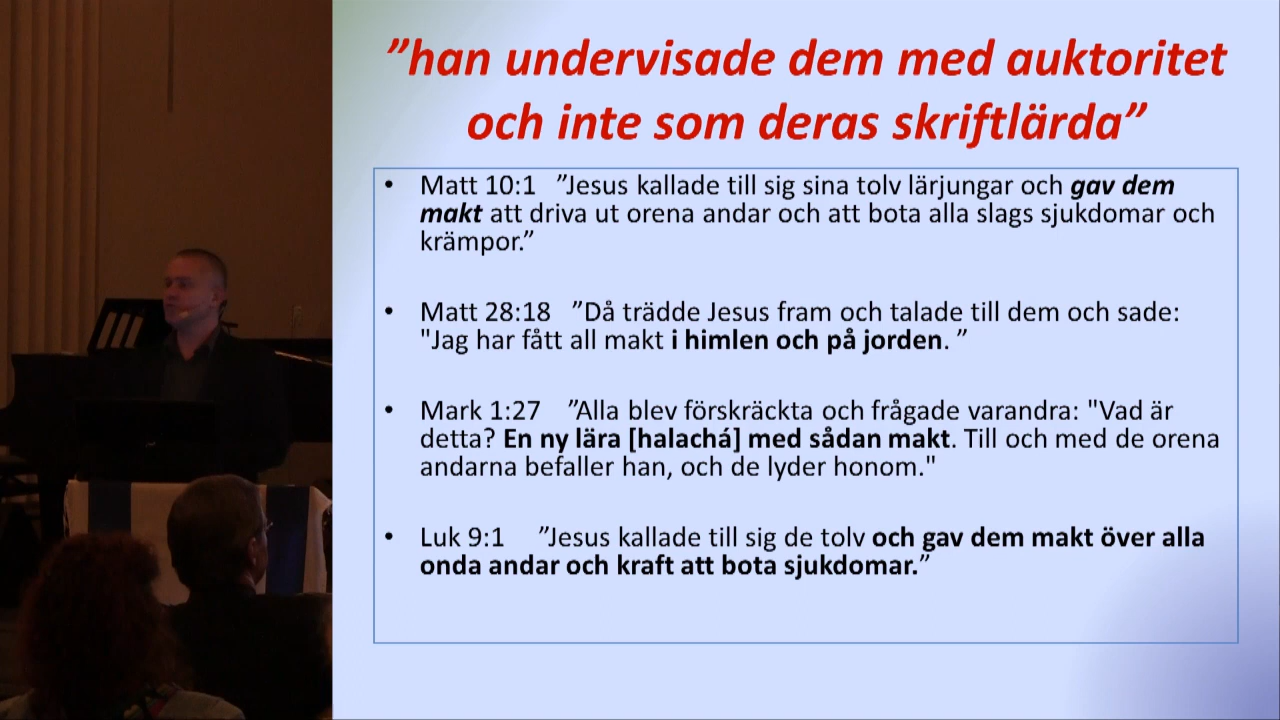 ”han undervisade dem med auktoritet
och inte som deras skriftlärda”
• Matt 10:1 ”Jesus kallade till sig sina tolv lärjungar och gav dem
makt att driva ut orena andar och att bota alla slags sjukdomar och
krämpor.”
• Matt 28:18 ”Då trädde Jesus fram och talade till dem och sade:
"Jag har fått all makt i himlen och på jorden. ”
• Mark 1:27 ”Alla blev förskräckta och frågade varandra: "Vad är
detta? En ny lära [halachá] med sådan makt. Till och med de orena
andarna befaller han, och de lyder honom."
• Luk 9:1 ”Jesus kallade till sig de tolv och gav dem makt över alla
onda andar och kraft att bota sjukdomar.”